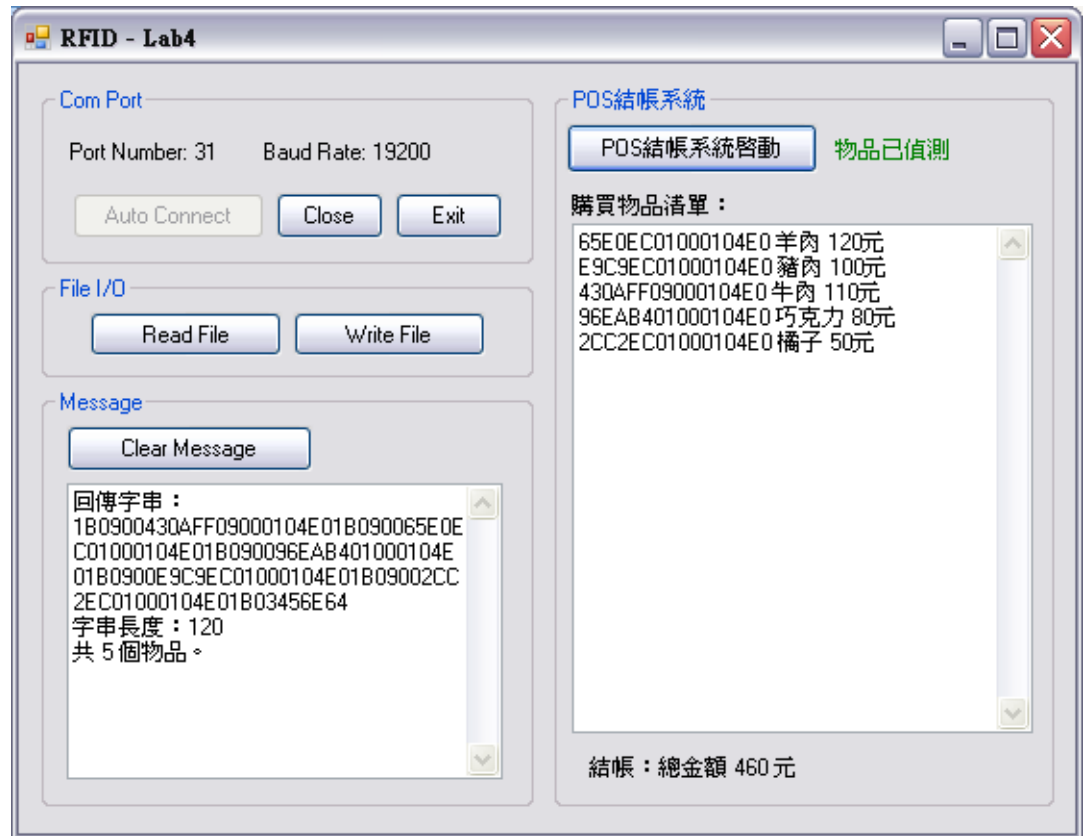 RFID - Lab4
Com Port
Port Number: 31 Baud Rate: 19200
Auto Connect Close Exit
File I/O
Read File Write File
Message
Clear Message
回傳字串：
1B0900430AFF09000104E01B090065E0E
C01000104E01B090096EAB401000104E
01B0900E9C9EC01000104E01B09002CC
2EC01000104E01B03456E64
字串長度：120
共 5 個物品。
POS結帳系統
POS結帳系統啓動 物品已偵測
購買物品清單：
65E0EC01000104E0 羊肉 120元
E9C9EC01000104E0 豬肉 100元
430AFF09000104E0 牛肉 110元
96EAB401000104E0 巧克力 80元
2CC2EC01000104E0 橘子 50元
結帳：總金額 460 元